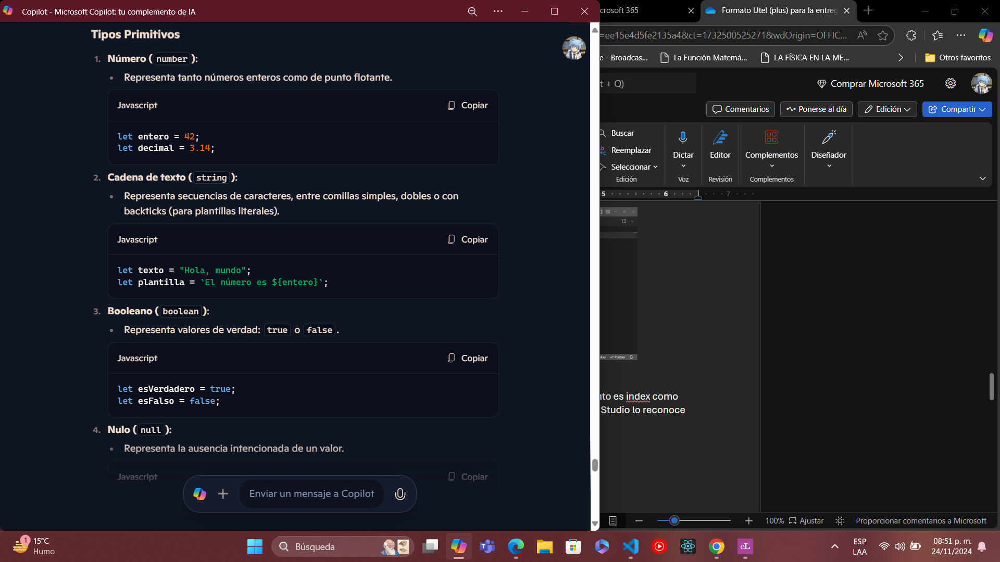 Copilot - Microsoft Copilot: tu complemento de IA
Tipos Primitivos
1. Número ( number ):
Representa tanto números enteros como de punto flotante.
Javascript
Copiar
let entero = 42;
let decimal = 3.14;
2. Cadena de texto ( string ):
Representa secuencias de caracteres, entre comillas simples, dobles o con
backticks (para plantillas literales).
Javascript
Copiar
let texto = "Hola, mundo";
let plantilla = `El número es ${entero}`;
3. Booleano ( boolean ):
Representa valores de verdad: true o false .
Javascript
Copiar
let esVerdadero = true;
let esFalso = false;
4. Nulo ( null ):
Representa la ausencia intencionada de un valor.
Javascript
Copiar
Enviar un mensaje a Copilot
crosoft 365
Formato Utel (plus) para la entreg
=ee15e4d5fe2135a4&ct=1732500525271&wdOrigin=OFFIC...
e - Broadcas...
La Función Matemá...
LA FÍSICA EN LA ME...
Otros favoritos
t + Q)
Comprar Microsoft 365
Comentarios
Ponerse al día
Edición
Compartir
Buscar
Reemplazar
Seleccionar
Edición
Dictar
Voz
Editor
Revisión
Complementos
Complementos
Diseñador
5 6 7
Prettier
nto es index como
Studio lo reconoce
100%
Ajustar
Proporcionar comentarios a Microsoft
1
15°C
Humo
Búsqueda
eL
ESP
LAA
08:51 p. m.
24/11/2024